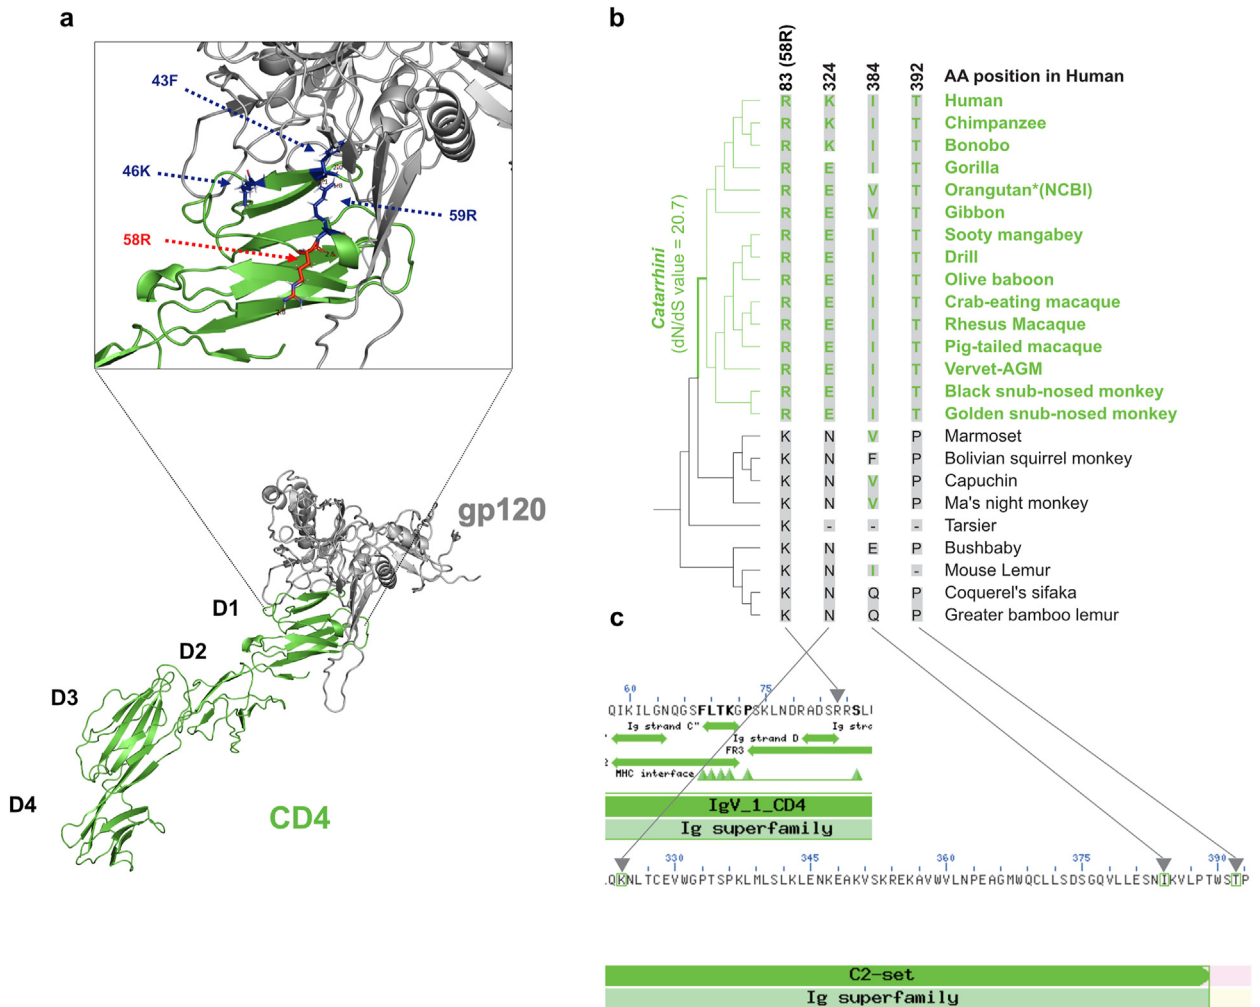 a
43F
46K
59R
58R
gp120
D1
D2
D3
D4
CD4
b
83 (58R)
324
384
392
AA position in Human
Catarrhini
(dN/dS value = 20.7)
R K I T Human
R K I T Chimpanzee
R K I T Bonobo
R E I T Gorilla
R E V T Orangutan*(NCBI)
R E V T Gibbon
R E I T Sooty mangabey
R E I T Drill
R E I T Olive baboon
R E I T Crab-eating macaque
R E I T Rhesus Macaque
R E I T Pig-tailed macaque
R E I T Vervet-AGM
R E I T Black snub-nosed monkey
R E I T Golden snub-nosed monkey
K N V P Marmoset
K N F P Bolivian squirrel monkey
K N V P Capuchin
K N V P Ma's night monkey
K - - - Tarsier
K N E P Bushbaby
K N I - Mouse Lemur
K N Q P Coquerel's sifaka
K N Q P Greater bamboo lemur
c
60 75
QIKILGNQGSFLTKGPSKLNDRADSRRSL
Ig strand C" Ig strand D Ig stra
FR3
MHC interface
IgV_1_CD4
Ig superfamily
330 345 360 375 390
QKNLTCEVWGPTSPKLMLSLKLENKEAKVSKREKAVWVLNPEAGMWQCLLSDSGQVLLESNIKVLPTWSTP
C2-set
Ig superfamily